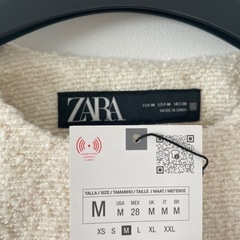 ZARA
EUR M USA M MEX 28
MADE IN CHINA
TALLA / SIZE / TAMANHO / TAILLE / MAAT / ΜΕΓΕΘΟΣ
USA MEX UK IT BR
M M 28 M M M
XS S M L XL XXL